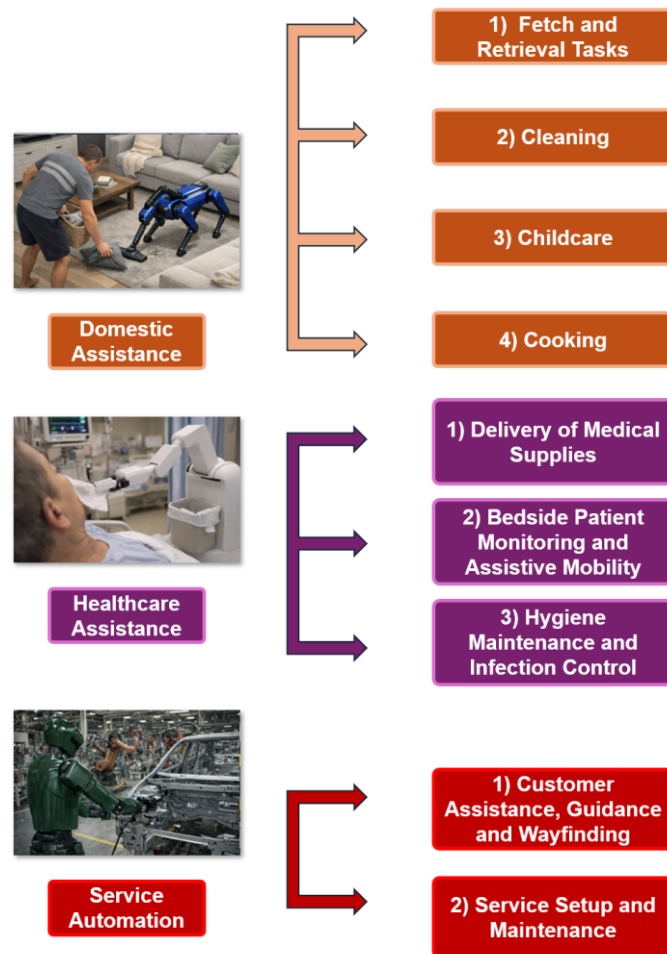 1) Fetch and
Retrieval Tasks
2) Cleaning
3) Childcare
4) Cooking
Domestic
Assistance
1) Delivery of Medical
Supplies
2) Bedside Patient
Monitoring and
Assistive Mobility
3) Hygiene
Maintenance and
Infection Control
Healthcare
Assistance
1) Customer
Assistance, Guidance
and Wayfinding
2) Service Setup and
Maintenance
Service
Automation